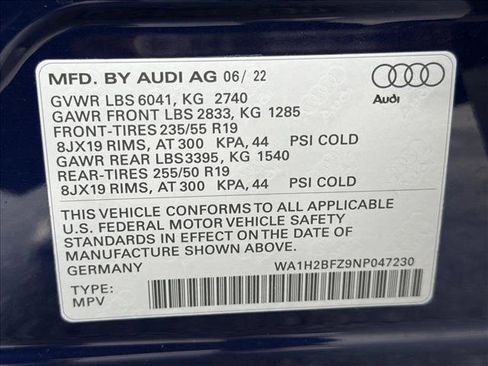 MFD. BY AUDI AG 06/ 22
GVWR LBS 6041, KG 2740
GAWR FRONT LBS 2833, KG 1285
FRONT-TIRES 235/55 R19
8JX19 RIMS, AT 300 KPA, 44 PSI COLD
GAWR REAR LBS3395, KG 1540
REAR-TIRES 255/50 R19
8JX19 RIMS, AT 300 KPA, 44 PSI COLD
Audi
THIS VEHICLE CONFORMS TO ALL APPLICABLE
U.S. FEDERAL MOTOR VEHICLE SAFETY
STANDARDS IN EFFECT ON THE DATE OF
MANUFACTURE SHOWN ABOVE.
GERMANY WA1H2BFZ9NP047230
TYPE:
MPV